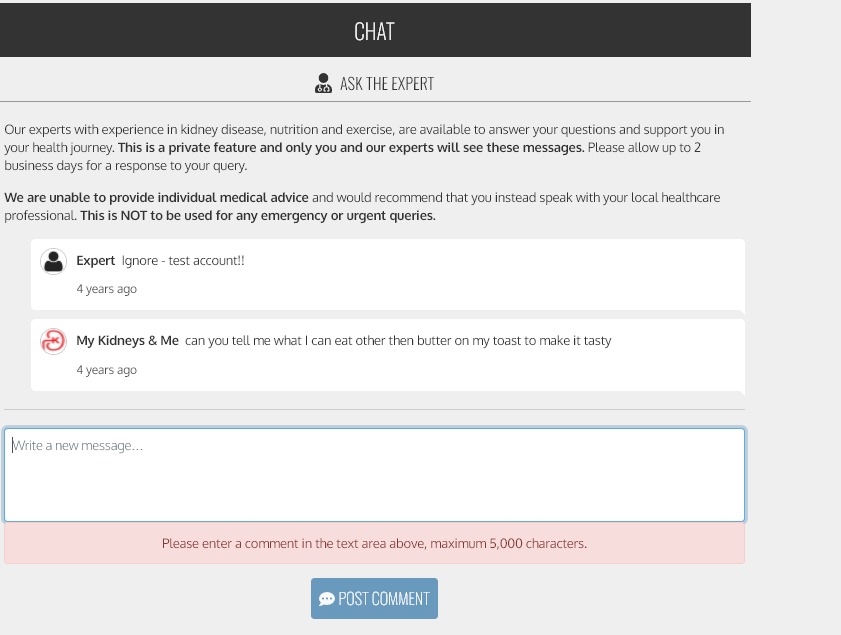 CHAT
ASK THE EXPERT
Our experts with experience in kidney disease, nutrition and exercise, are available to answer your questions and support you in
your health journey. This is a private feature and only you and our experts will see these messages. Please allow up to 2
business days for a response to your query.
We are unable to provide individual medical advice and would recommend that you instead speak with your local healthcare
professional. This is NOT to be used for any emergency or urgent queries.
Expert Ignore - test account!!
4 years ago
My Kidneys & Me can you tell me what I can eat other then butter on my toast to make it tasty
4 years ago
Write a new message...
Please enter a comment in the text area above, maximum 5,000 characters.
POST COMMENT